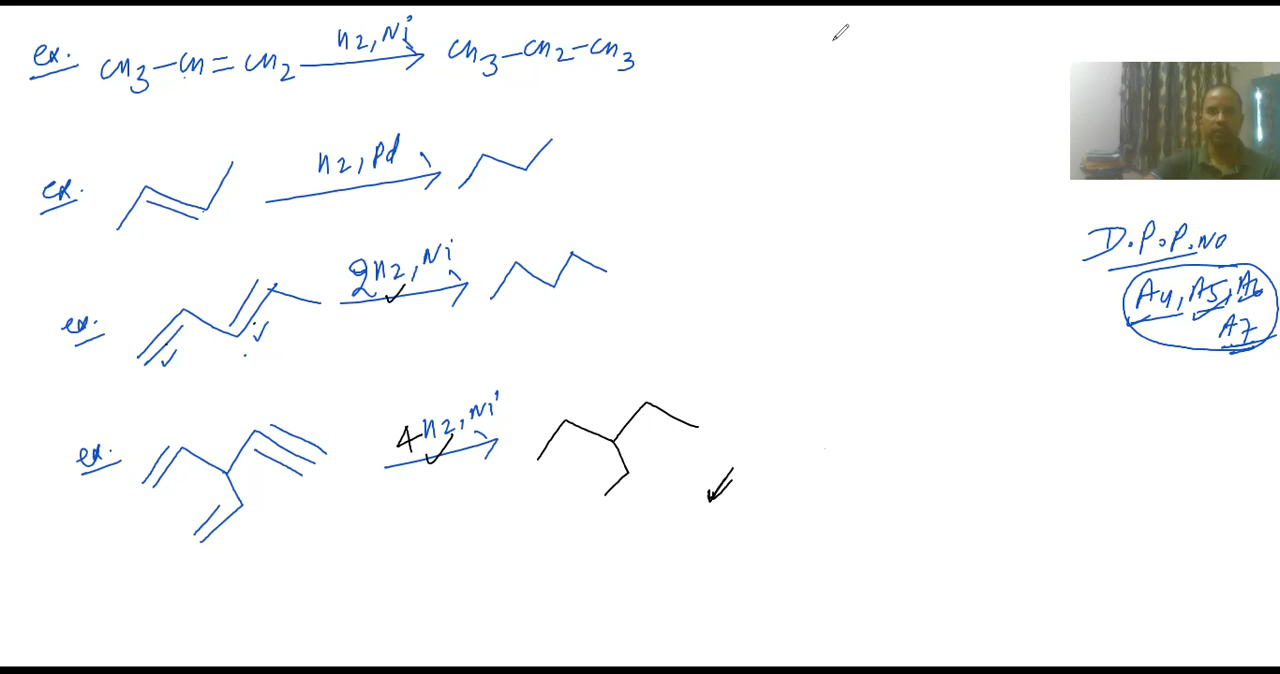 ex. CH3-CH=CH2 H2, Ni CH3-CH2-CH3
ex. H2, Pd
ex. 2H2, Ni
ex. 4H2, Ni
D.P.P. NO
A4, A5, A6
A7